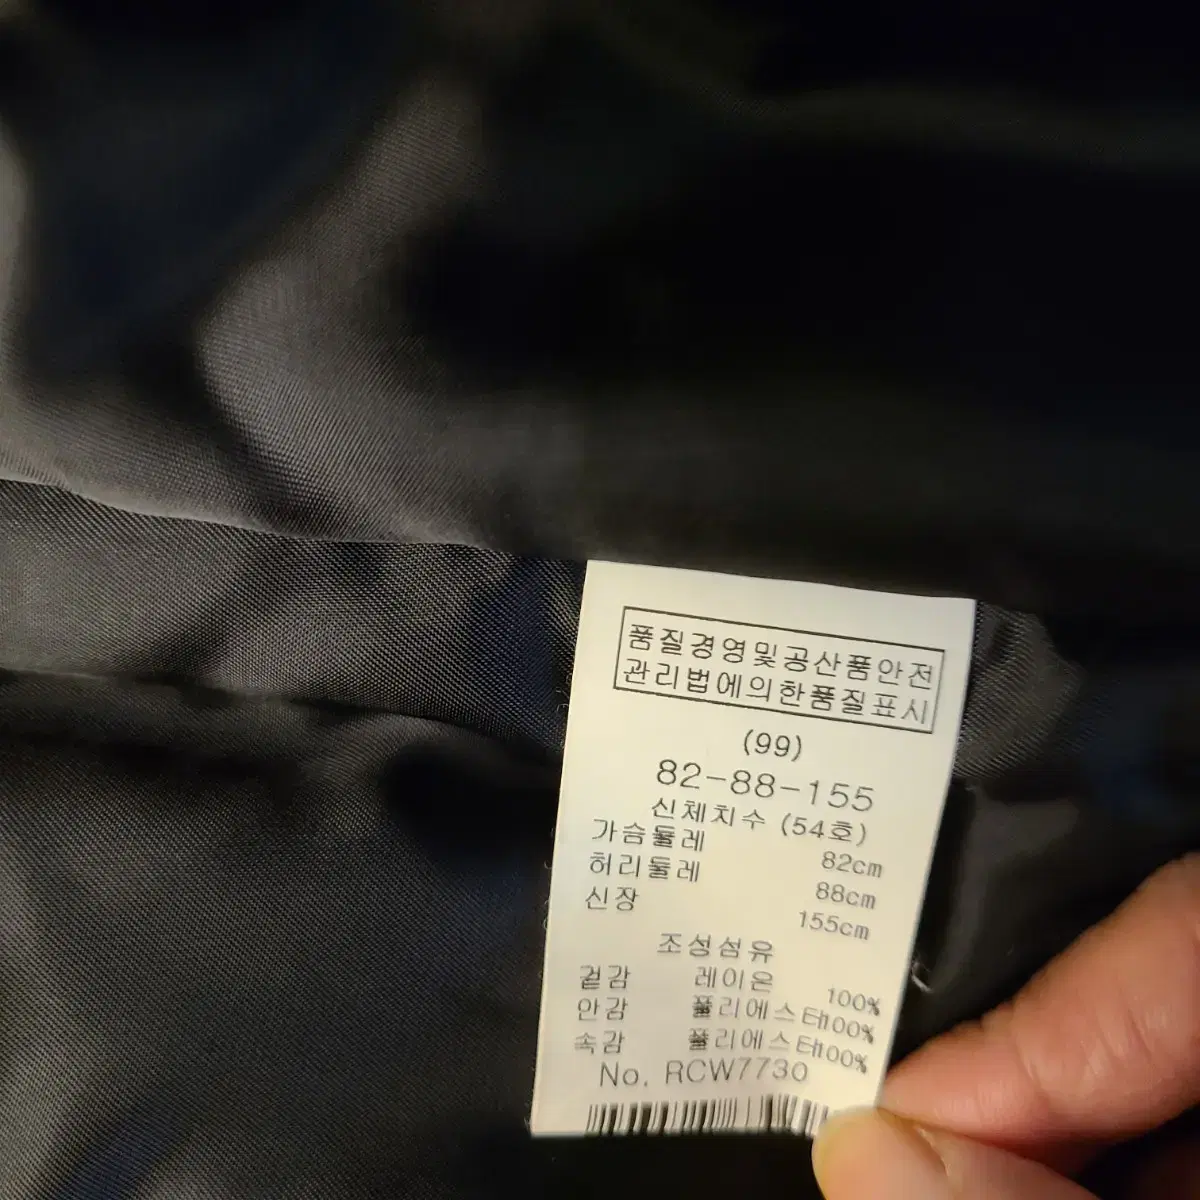 품질경영및공산품안전
관리법에의한품질표시
(99)
82-88-155
신체치수 (54호)
가슴둘레 82cm
허리둘레 88cm
신장 155cm
조성섬유
겉감 레이온 100%
안감 폴리에스테100%
속감 폴리에스테100%
No. RCW7730